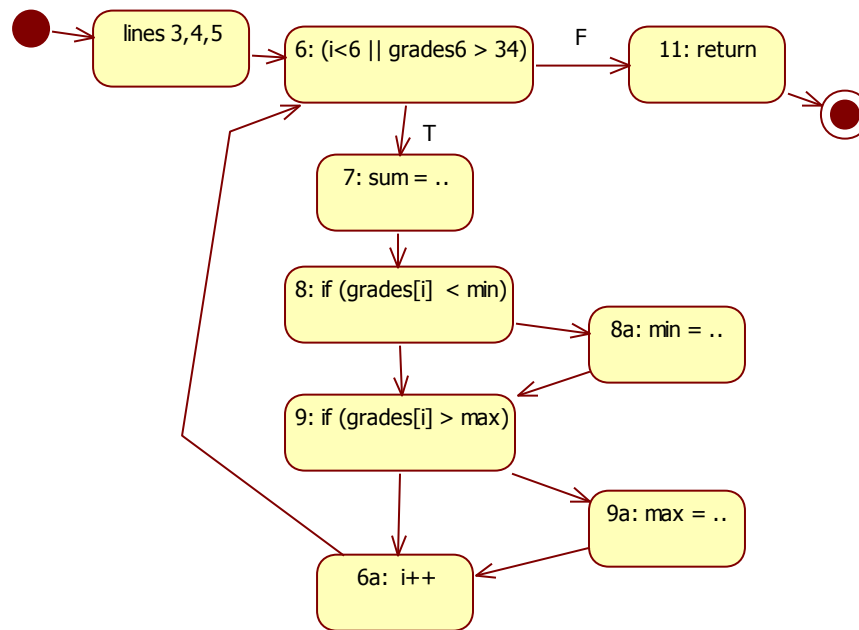 lines 3,4,5
6: (i<6 || grades6 > 34)
F
11: return
T
7: sum = ..
8: if (grades[i]  < min)
8a: min = ..
9: if (grades[i] > max)
9a: max = ..
6a:  i++